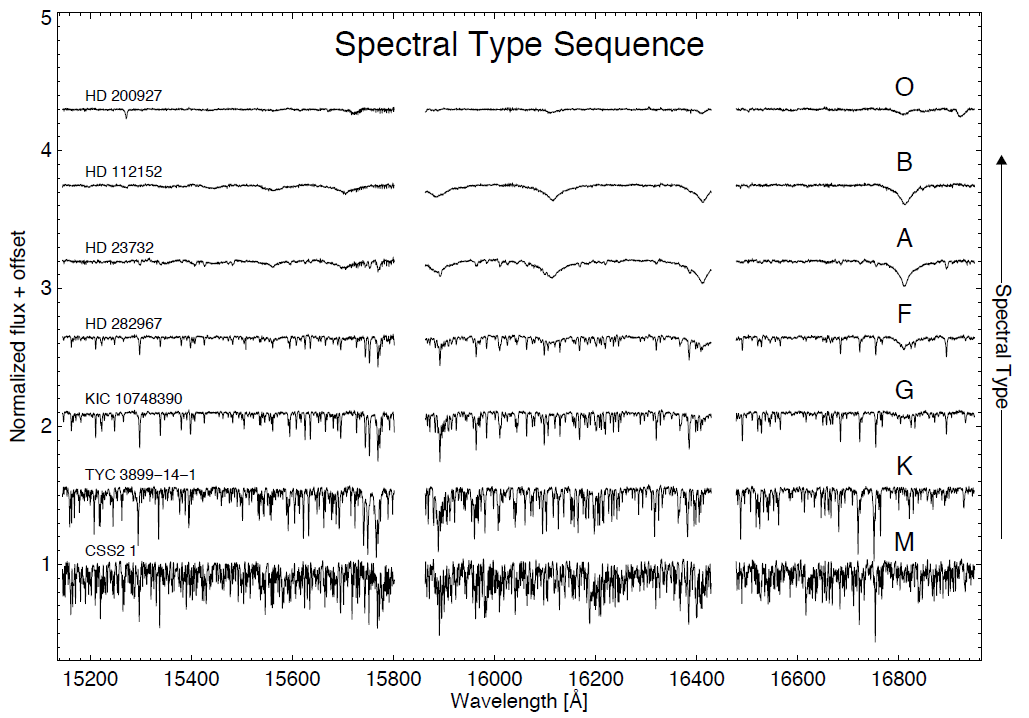 Spectral Type Sequence
5
4
3
2
1
Normalized flux + offset
HD 200927
O
HD 112152
B
HD 23732
A
HD 282967
F
KIC 10748390
G
TYC 3899−14−1
K
CSS2 1
M
Spectral Type
15200 15400 15600 15800 16000 16200 16400 16600 16800
Wavelength [Å]